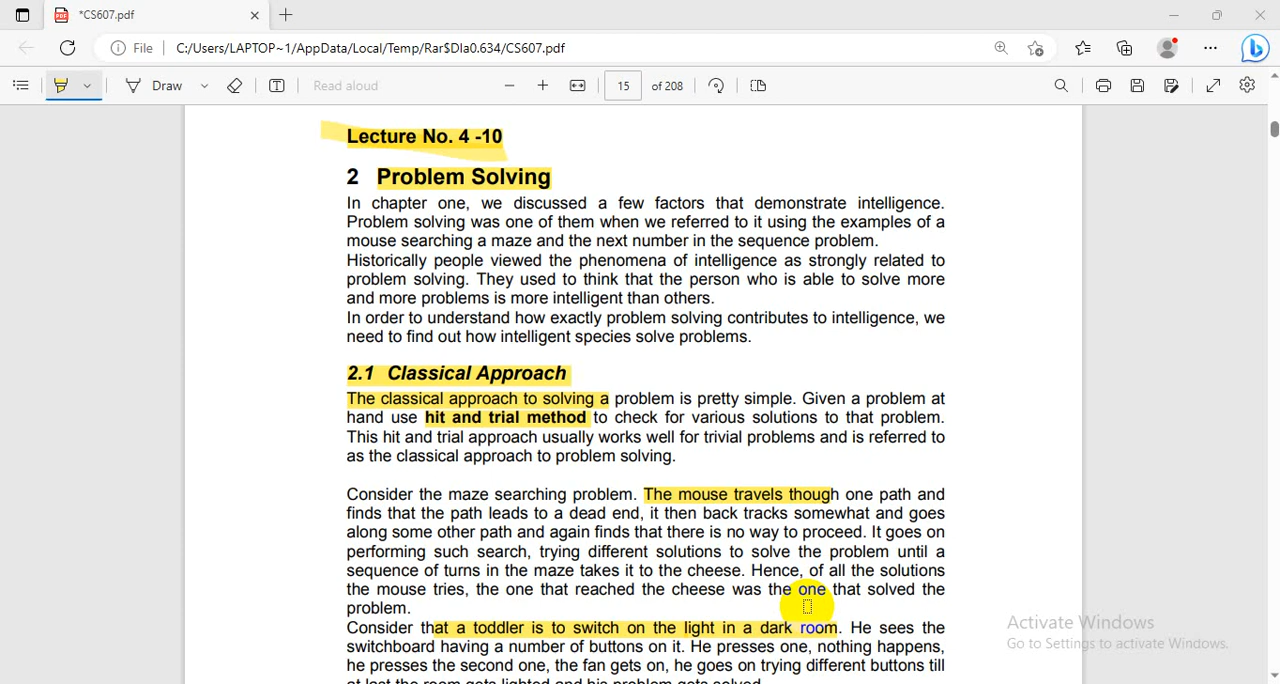 *CS607.pdf
File
C:/Users/LAPTOP~1/AppData/Local/Temp/Rar$DIa0.634/CS607.pdf
Draw
Read aloud
15
of 208
Lecture No. 4 -10
2 Problem Solving
In chapter one, we discussed a few factors that demonstrate intelligence.
Problem solving was one of them when we referred to it using the examples of a
mouse searching a maze and the next number in the sequence problem.
Historically people viewed the phenomena of intelligence as strongly related to
problem solving. They used to think that the person who is able to solve more
and more problems is more intelligent than others.
In order to understand how exactly problem solving contributes to intelligence, we
need to find out how intelligent species solve problems.
2.1 Classical Approach
The classical approach to solving a problem is pretty simple. Given a problem at
hand use hit and trial method to check for various solutions to that problem.
This hit and trial approach usually works well for trivial problems and is referred to
as the classical approach to problem solving.
Consider the maze searching problem. The mouse travels though one path and
finds that the path leads to a dead end, it then back tracks somewhat and goes
along some other path and again finds that there is no way to proceed. It goes on
performing such search, trying different solutions to solve the problem until a
sequence of turns in the maze takes it to the cheese. Hence, of all the solutions
the mouse tries, the one that reached the cheese was the one that solved the
problem.
Consider that a toddler is to switch on the light in a dark room. He sees the
switchboard having a number of buttons on it. He presses one, nothing happens,
he presses the second one, the fan gets on, he goes on trying different buttons till
at last the room gets lighted and his problem gets solved.
Activate Windows
Go to Settings to activate Windows.